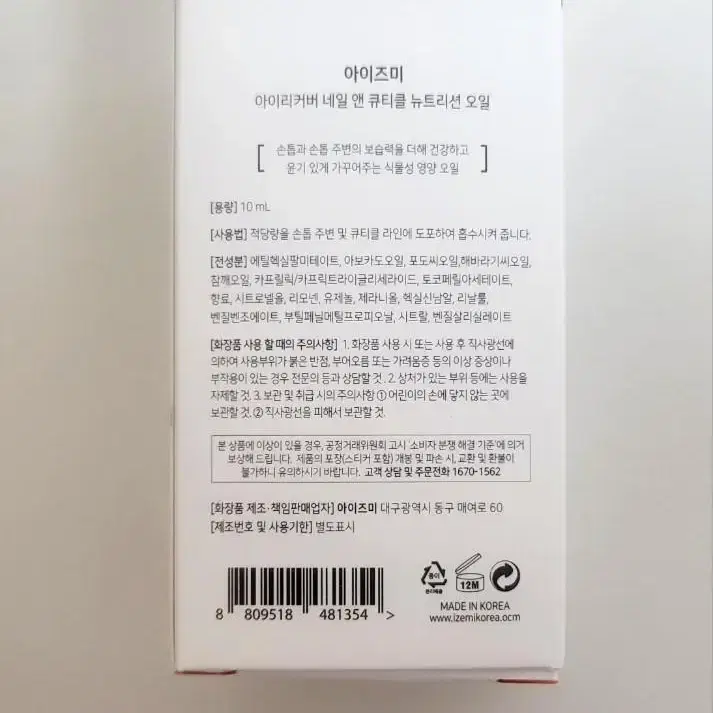 아이즈미
아이리커버 네일 앤 큐티클 뉴트리션 오일
[ 손톱과 손톱 주변의 보습력을 더해 건강하고
윤기 있게 가꾸어주는 식물성 영양 오일 ]
[용량] 10 mL
[사용법] 적당량을 손톱 주변 및 큐티클 라인에 도포하여 흡수시켜 줍니다.
[전성분] 에틸헥실팔미테이트, 아보카도오일, 포도씨오일,해바라기씨오일,
참깨오일, 카프릴릭/카프릭트라이글리세라이드, 토코페릴아세테이트,
향료, 시트로넬올, 리모넨, 유제놀, 제라니올, 헥실신남알, 리날룰,
벤질벤조에이트, 부틸페닐메틸프로피오날, 시트랄, 벤질살리실레이트
[화장품 사용 할 때의 주의사항] 1. 화장품 사용 시 또는 사용 후 직사광선에
의하여 사용부위가 붉은 반점, 부어오름 또는 가려움증 등의 이상 증상이나
부작용이 있는 경우 전문의 등과 상담할 것. 2. 상처가 있는 부위 등에는 사용을
자제할 것. 3. 보관 및 취급 시의 주의사항 ① 어린이의 손에 닿지 않는 곳에
보관할 것. ② 직사광선을 피해서 보관할 것.
본 상품에 이상이 있을 경우, 공정거래위원회 고시 '소비자 분쟁 해결 기준'에 의거
보상해 드립니다. 제품의 포장(스티커 포함) 개봉 및 파손 시, 교환 및 환불이
불가하니 유의하시기 바랍니다. 고객 상담 및 주문전화 1670-1562
[화장품 제조·책임판매업자] 아이즈미 대구광역시 동구 매여로 60
[제조번호 및 사용기한] 별도표시
8 809518 481354 >
종이
12M
MADE IN KOREA
www.izemikorea.ocm